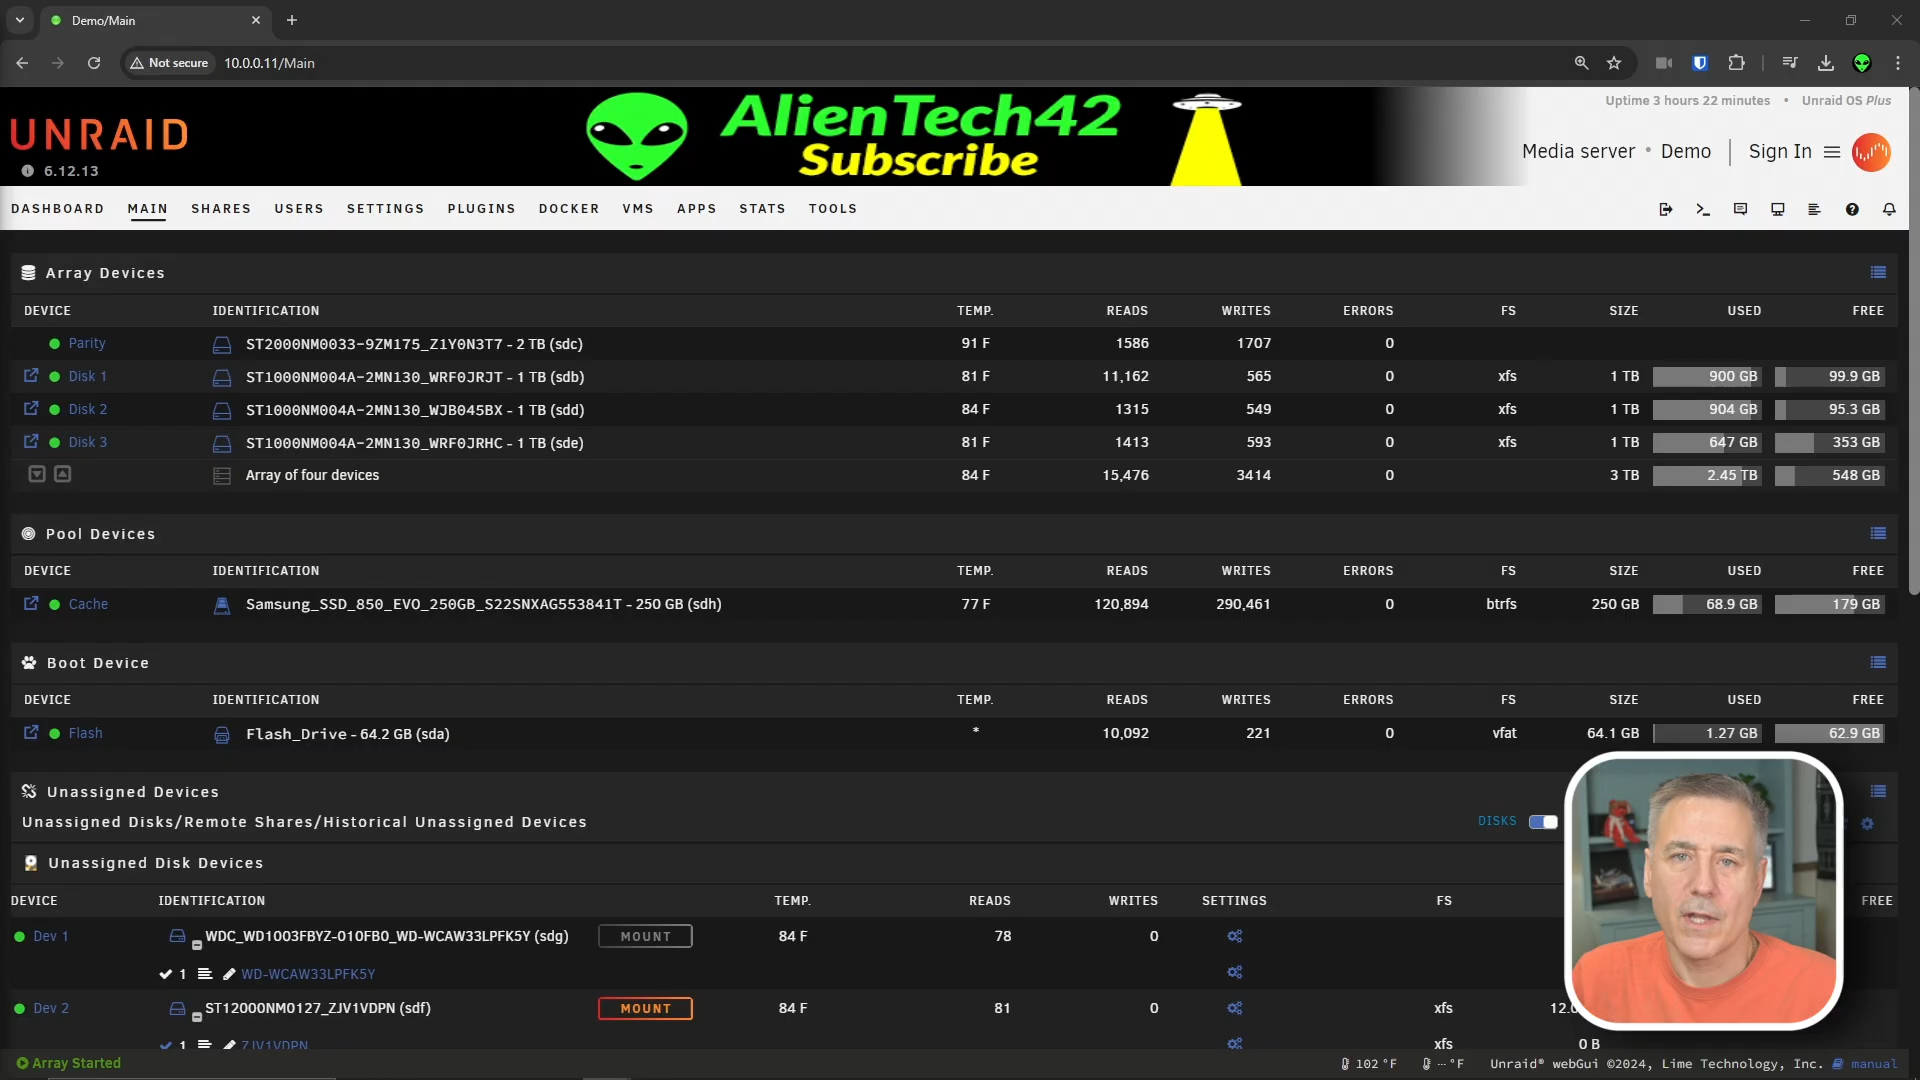 Demo/Main
Not secure 10.0.0.11/Main
Uptime 3 hours 22 minutes • Unraid OS Plus
UNRAID
6.12.13
AlienTech42
Subscribe
Media server • Demo Sign In
DASHBOARD MAIN SHARES USERS SETTINGS PLUGINS DOCKER VMS APPS STATS TOOLS
Array Devices
DEVICE IDENTIFICATION TEMP. READS WRITES ERRORS FS SIZE USED FREE
Parity ST2000NM0033-9ZM175_Z1Y0N3T7 - 2 TB (sdc) 91 F 1586 1707 0
Disk 1 ST1000NM004A-2MN130_WRF0JRJT - 1 TB (sdb) 81 F 11,162 565 0 xfs 1 TB 900 GB 99.9 GB
Disk 2 ST1000NM004A-2MN130_WJB045BX - 1 TB (sdd) 84 F 1315 549 0 xfs 1 TB 904 GB 95.3 GB
Disk 3 ST1000NM004A-2MN130_WRF0JRHC - 1 TB (sde) 81 F 1413 593 0 xfs 1 TB 647 GB 353 GB
Array of four devices 84 F 15,476 3414 0 3 TB 2.45 TB 548 GB
Pool Devices
DEVICE IDENTIFICATION TEMP. READS WRITES ERRORS FS SIZE USED FREE
Cache Samsung_SSD_850_EVO_250GB_S22SNXAG553841T - 250 GB (sdh) 77 F 120,894 290,461 0 btrfs 250 GB 68.9 GB 179 GB
Boot Device
DEVICE IDENTIFICATION TEMP. READS WRITES ERRORS FS SIZE USED FREE
Flash Flash_Drive - 64.2 GB (sda) * 10,092 221 0 vfat 64.1 GB 1.27 GB 62.9 GB
Unassigned Devices
Unassigned Disks/Remote Shares/Historical Unassigned Devices DISKS
Unassigned Disk Devices
DEVICE IDENTIFICATION TEMP. READS WRITES SETTINGS FS FREE
Dev 1 WDC_WD1003FBYZ-010FB0_WD-WCAW33LPFK5Y (sdg) MOUNT 84 F 78 0
1 WD-WCAW33LPFK5Y
Dev 2 ST12000NM0127_ZJV1VDPN (sdf) MOUNT 84 F 81 0 xfs 12.0
1 ZJV1VDPN xfs 0 B
Array Started 102 °F -- °F Unraid® webGui ©2024, Lime Technology, Inc. manual